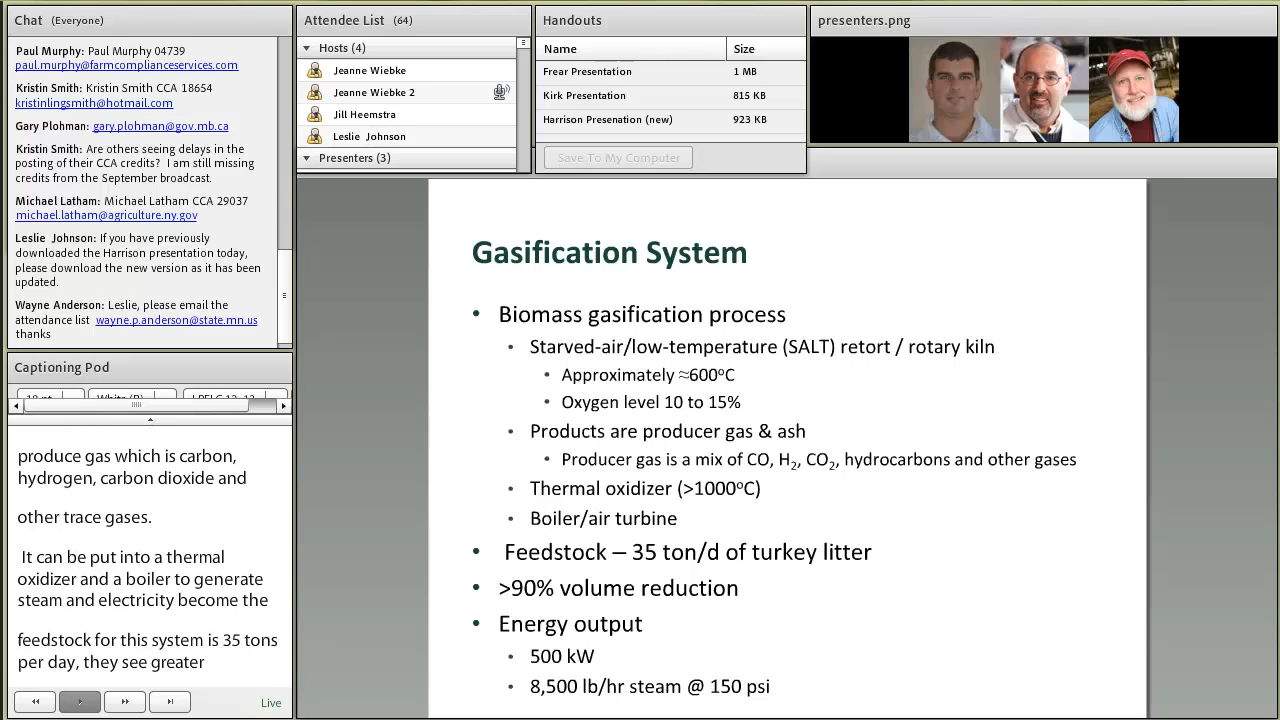 Chat (Everyone)
Paul Murphy: Paul Murphy 04739
paul.murphy@farmcomplianceservices.com
Kristin Smith: Kristin Smith CCA 18654
kristinlingsmith@hotmail.com
Gary Plohman: gary.plohman@gov.mb.ca
Kristin Smith: Are others seeing delays in the
posting of their CCA credits? I am still missing
credits from the September broadcast.
Michael Latham: Michael Latham CCA 29037
michael.latham@agriculture.ny.gov
Leslie Johnson: If you have previously
downloaded the Harrison presentation today,
please download the new version as it has been
updated.
Wayne Anderson: Leslie, please email the
attendance list wayne.p.anderson@state.mn.us
thanks
Captioning Pod
produce gas which is carbon,
hydrogen, carbon dioxide and
other trace gases.
It can be put into a thermal
oxidizer and a boiler to generate
steam and electricity become the
feedstock for this system is 35 tons
per day, they see greater
Live
Attendee List (64)
Hosts (4)
Jeanne Wiebke
Jeanne Wiebke 2
Jill Heemstra
Leslie Johnson
Presenters (3)
Handouts
Name Size
Frear Presentation 1 MB
Kirk Presentation 815 KB
Harrison Presenation (new) 923 KB
Save To My Computer
presenters.png
Gasification System
• Biomass gasification process
• Starved-air/low-temperature (SALT) retort / rotary kiln
• Approximately ≈600°C
• Oxygen level 10 to 15%
• Products are producer gas & ash
• Producer gas is a mix of CO, H₂, CO₂, hydrocarbons and other gases
• Thermal oxidizer (>1000°C)
• Boiler/air turbine
• Feedstock – 35 ton/d of turkey litter
• >90% volume reduction
• Energy output
• 500 kW
• 8,500 lb/hr steam @ 150 psi